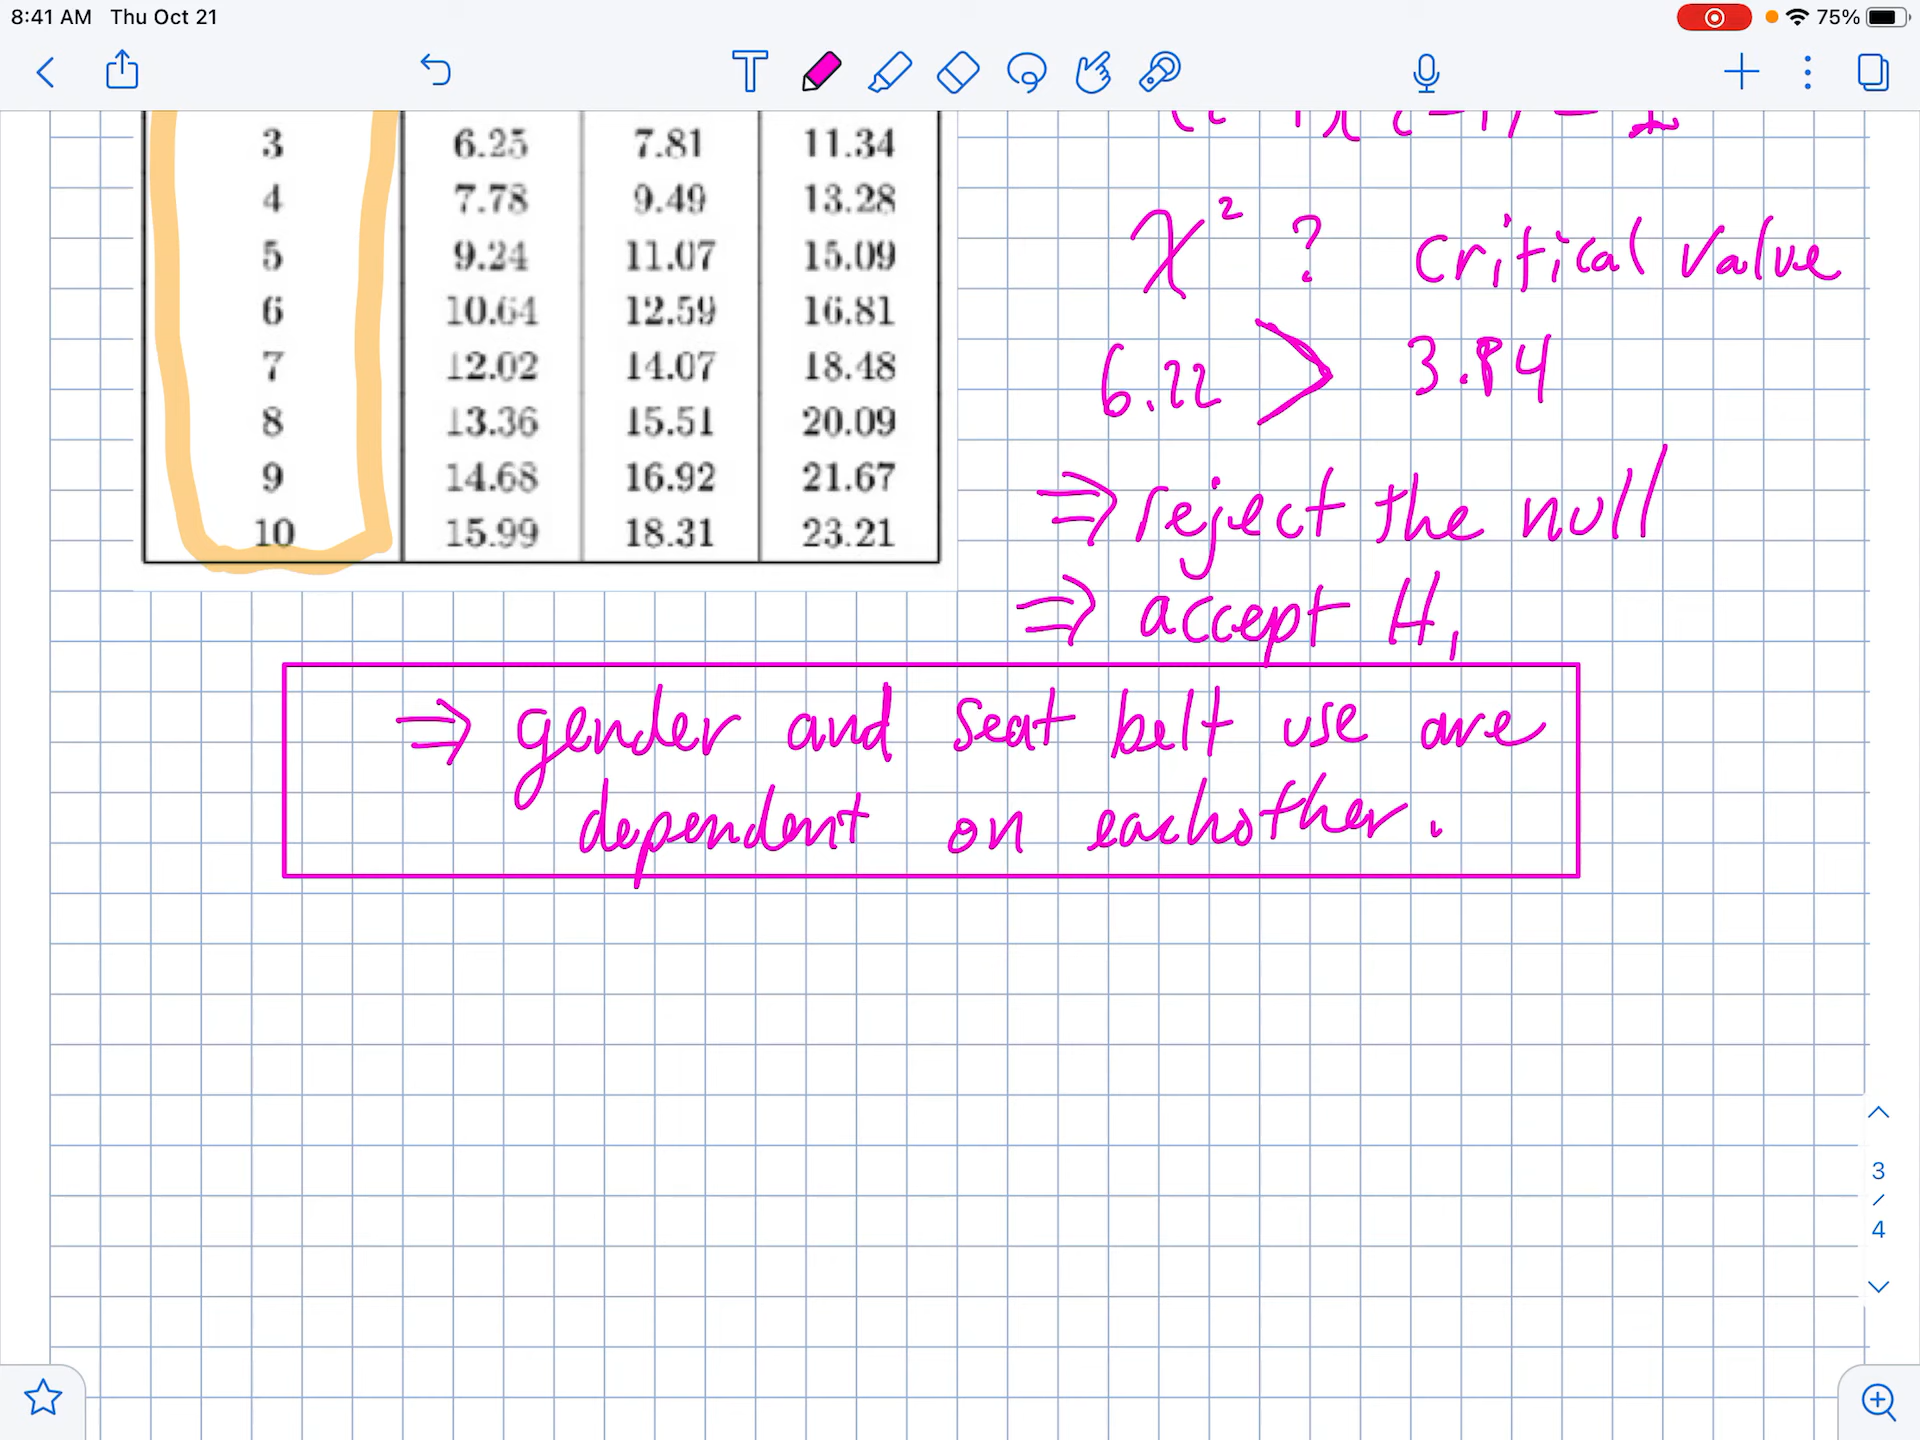 8:41 AM Thu Oct 21
75%
3 6.25 7.81 11.34
4 7.78 9.49 13.28
5 9.24 11.07 15.09
6 10.64 12.59 16.81
7 12.02 14.07 18.48
8 13.36 15.51 20.09
9 14.68 16.92 21.67
10 15.99 18.31 23.21
χ² ? critical value
6.22 > 3.84
⇒ reject the null
⇒ accept H₁
⇒ gender and seat belt use are
dependent on eachother.
3
/
4